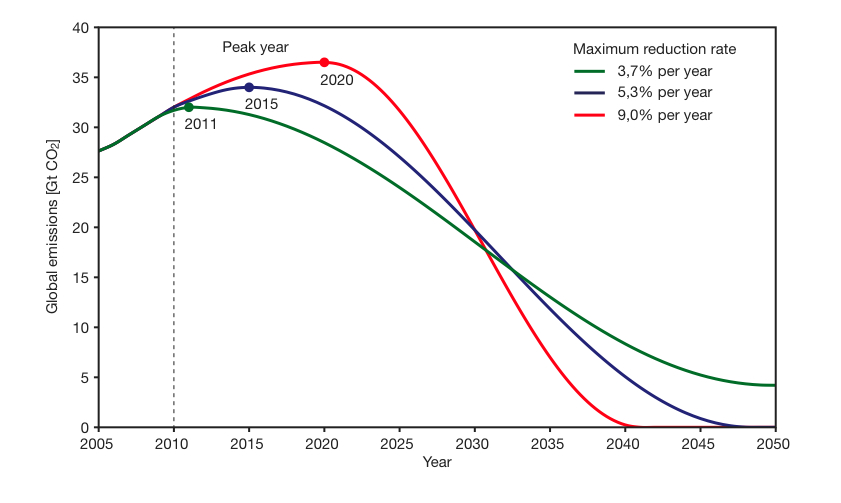 Global emissions [Gt CO₂]
40
35
30
25
20
15
10
5
0
Peak year
2020
2015
2011
Maximum reduction rate
3,7% per year
5,3% per year
9,0% per year
2005 2010 2015 2020 2025 2030 2035 2040 2045 2050
Year